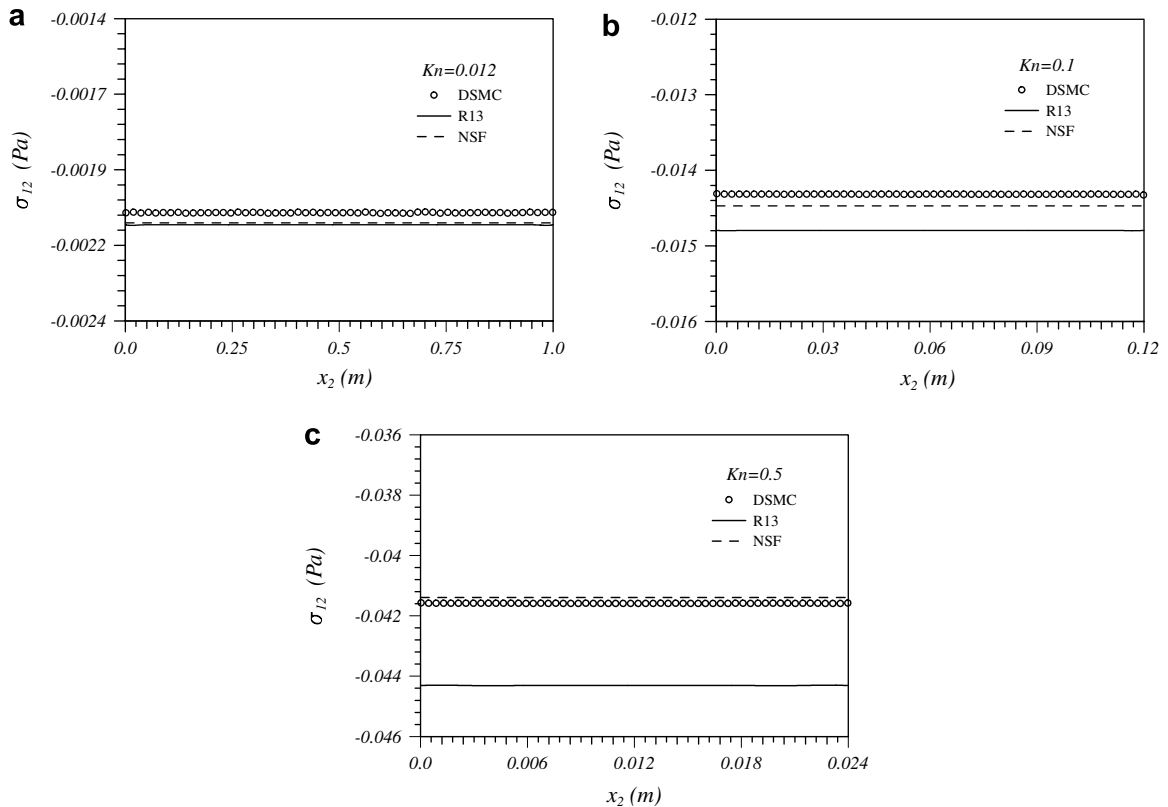 a
-0.0014
-0.0017
-0.0019
-0.0022
-0.0024
σ12 (Pa)
Kn=0.012
DSMC
R13
NSF
0.0 0.25 0.5 0.75 1.0
x2 (m)
b
-0.012
-0.013
-0.014
-0.015
-0.016
σ12 (Pa)
Kn=0.1
DSMC
R13
NSF
0.0 0.03 0.06 0.09 0.12
x2 (m)
c
-0.036
-0.038
-0.04
-0.042
-0.044
-0.046
σ12 (Pa)
Kn=0.5
DSMC
R13
NSF
0.0 0.006 0.012 0.018 0.024
x2 (m)